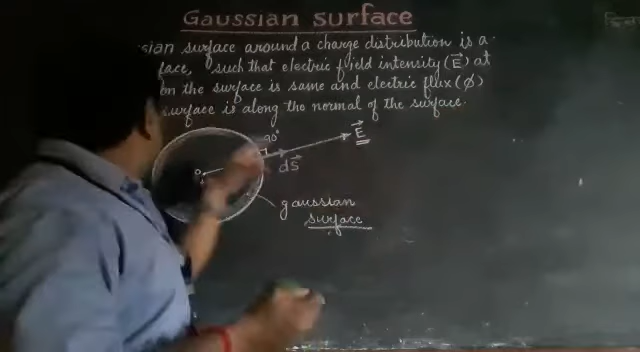 Gaussian surface
sian surface around a charge distribution is a
face, such that electric field intensity (E⃗) at
on the surface is same and electric flux (ϕ)
surface is along the normal of the surface.
90°
E⃗
dS⃗
gaussian
surface